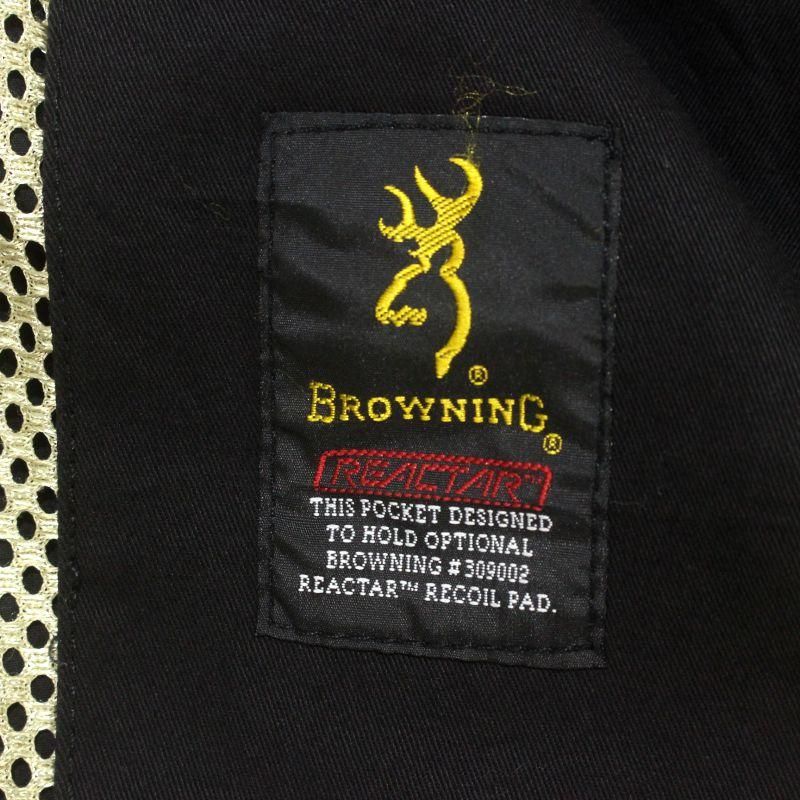 ®
BROWNING®
REACTAR™
THIS POCKET DESIGNED
TO HOLD OPTIONAL
BROWNING #309002
REACTAR™ RECOIL PAD.